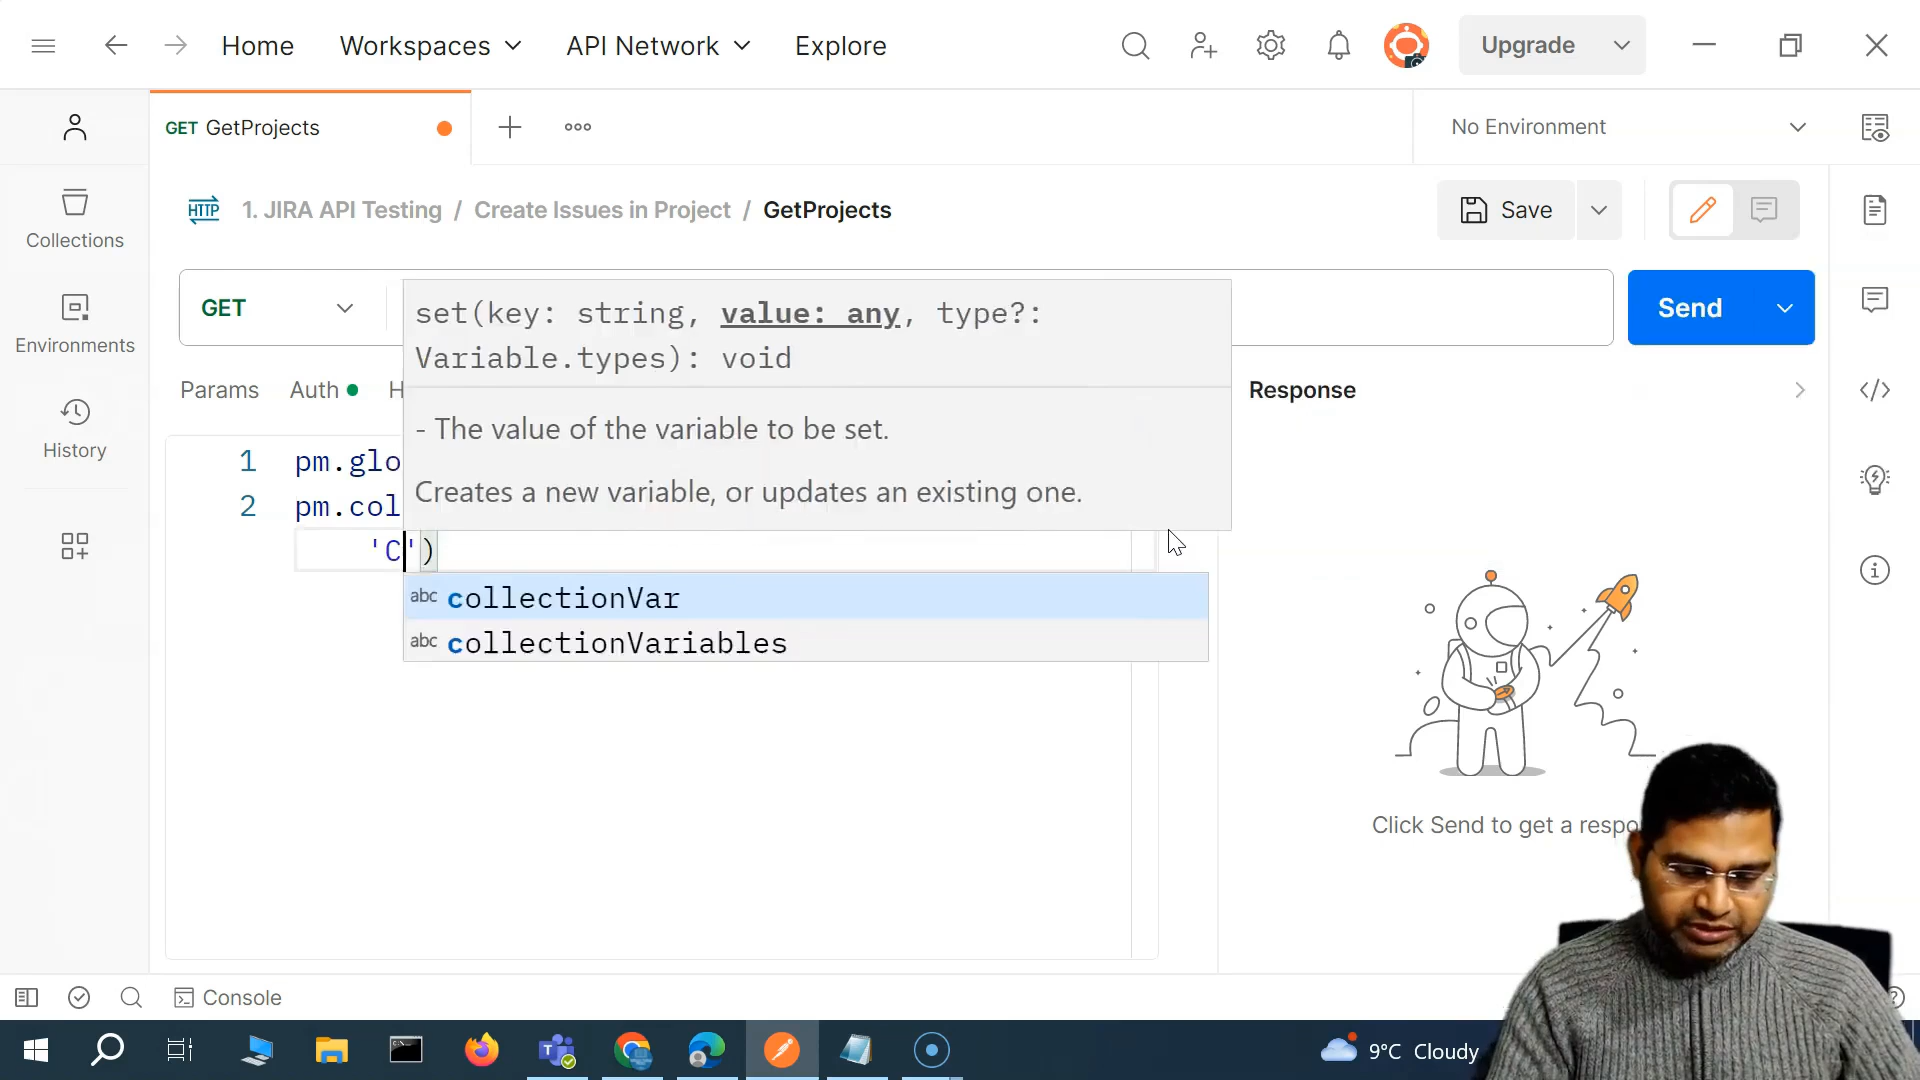 Home Workspaces API Network Explore Upgrade
GET GetProjects No Environment
HTTP 1. JIRA API Testing / Create Issues in Project / GetProjects Save
Collections
GET Send
set(key: string, value: any, type?:
Variable.types): void
Environments
Params Auth H Response
- The value of the variable to be set.
History
1 pm.glo
Creates a new variable, or updates an existing one.
2 pm.col
'C')
abc collectionVar
abc collectionVariables
Click Send to get a respo
Console
9°C Cloudy